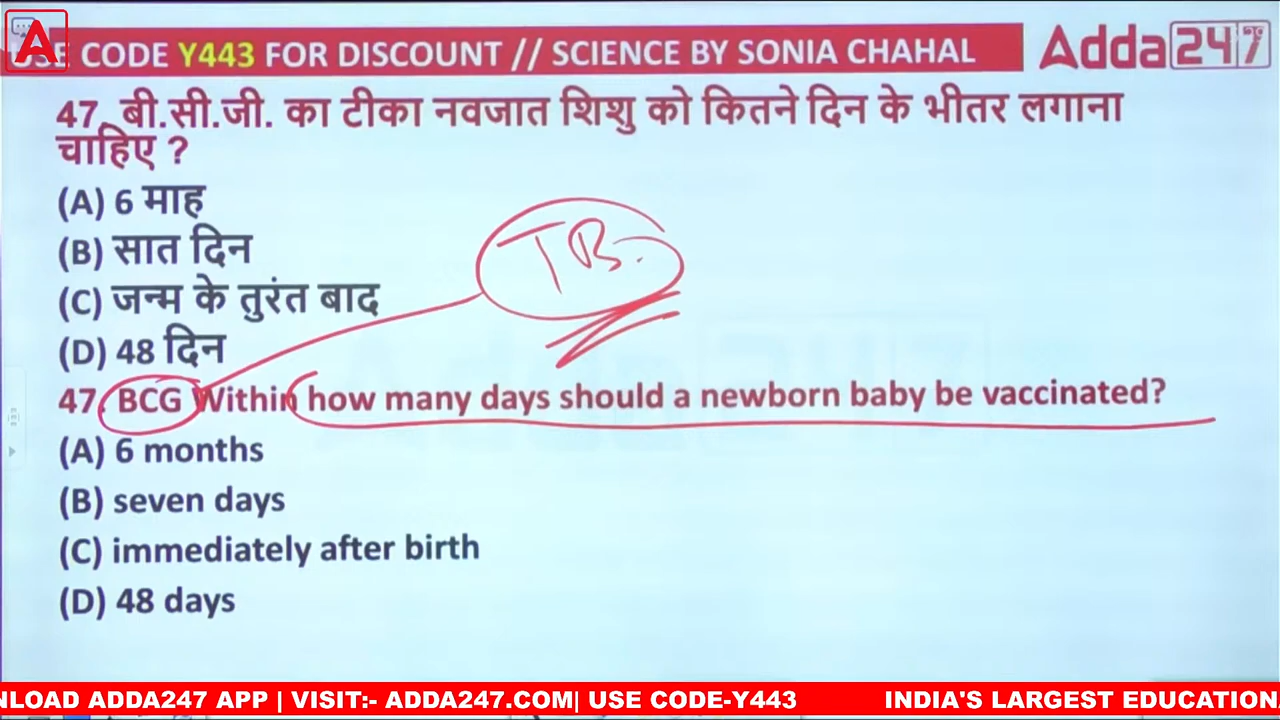 SE CODE Y443 FOR DISCOUNT // SCIENCE BY SONIA CHAHAL
Adda247
47. बी.सी.जी. का टीका नवजात शिशु को कितने दिन के भीतर लगाना
चाहिए ?
(A) 6 माह
(B) सात दिन
(C) जन्म के तुरंत बाद
(D) 48 दिन
TB.
47. BCG Within how many days should a newborn baby be vaccinated?
(A) 6 months
(B) seven days
(C) immediately after birth
(D) 48 days
NLOAD ADDA247 APP | VISIT:- ADDA247.COM| USE CODE-Y443 INDIA'S LARGEST EDUCATION